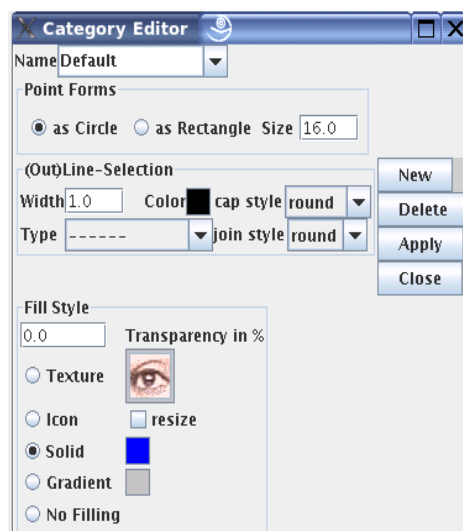 Category Editor
Name Default
Point Forms
as Circle as Rectangle Size 16.0
(Out)Line-Selection
Width 1.0 Color cap style round
Type ------ join style round
New
Delete
Apply
Close
Fill Style
0.0 Transparency in %
Texture
Icon resize
Solid
Gradient
No Filling